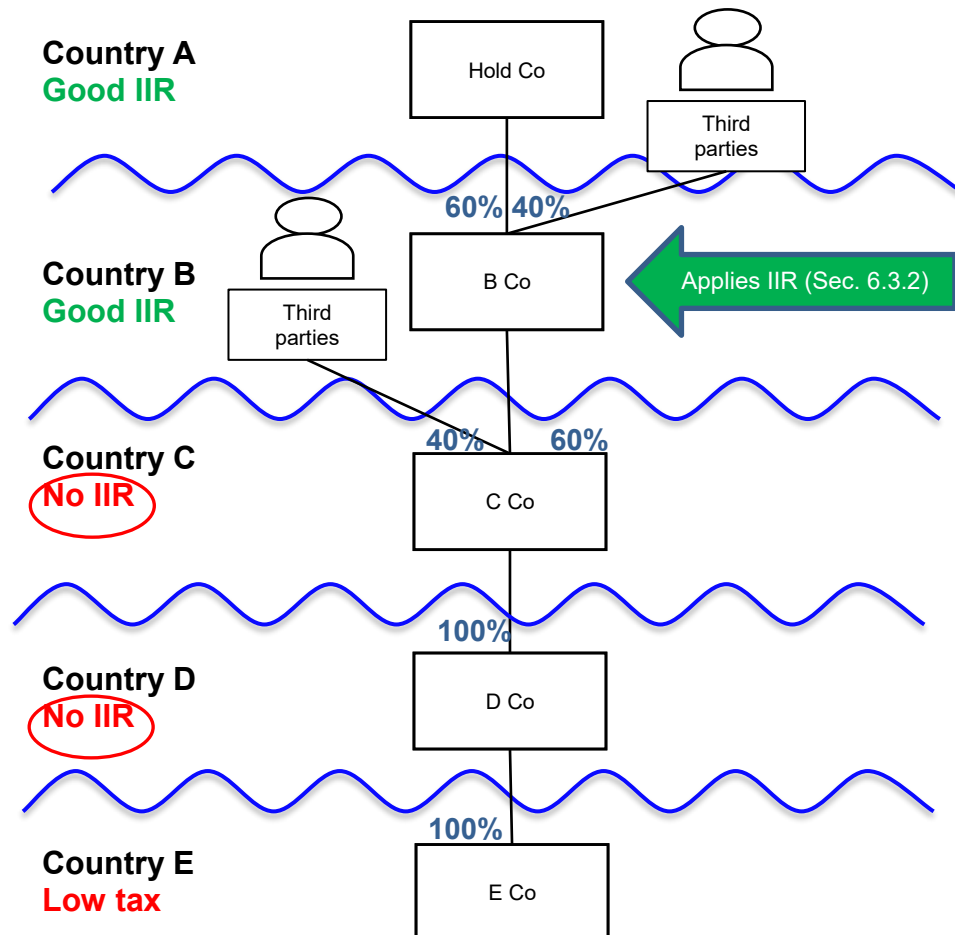 Country A
Good IIR
Hold Co
Third
parties
60% 40%
Country B
Good IIR
B Co
Applies IIR (Sec. 6.3.2)
Third
parties
40%
60%
Country C
No IIR
C Co
100%
Country D
No IIR
D Co
100%
Country E
Low tax
E Co